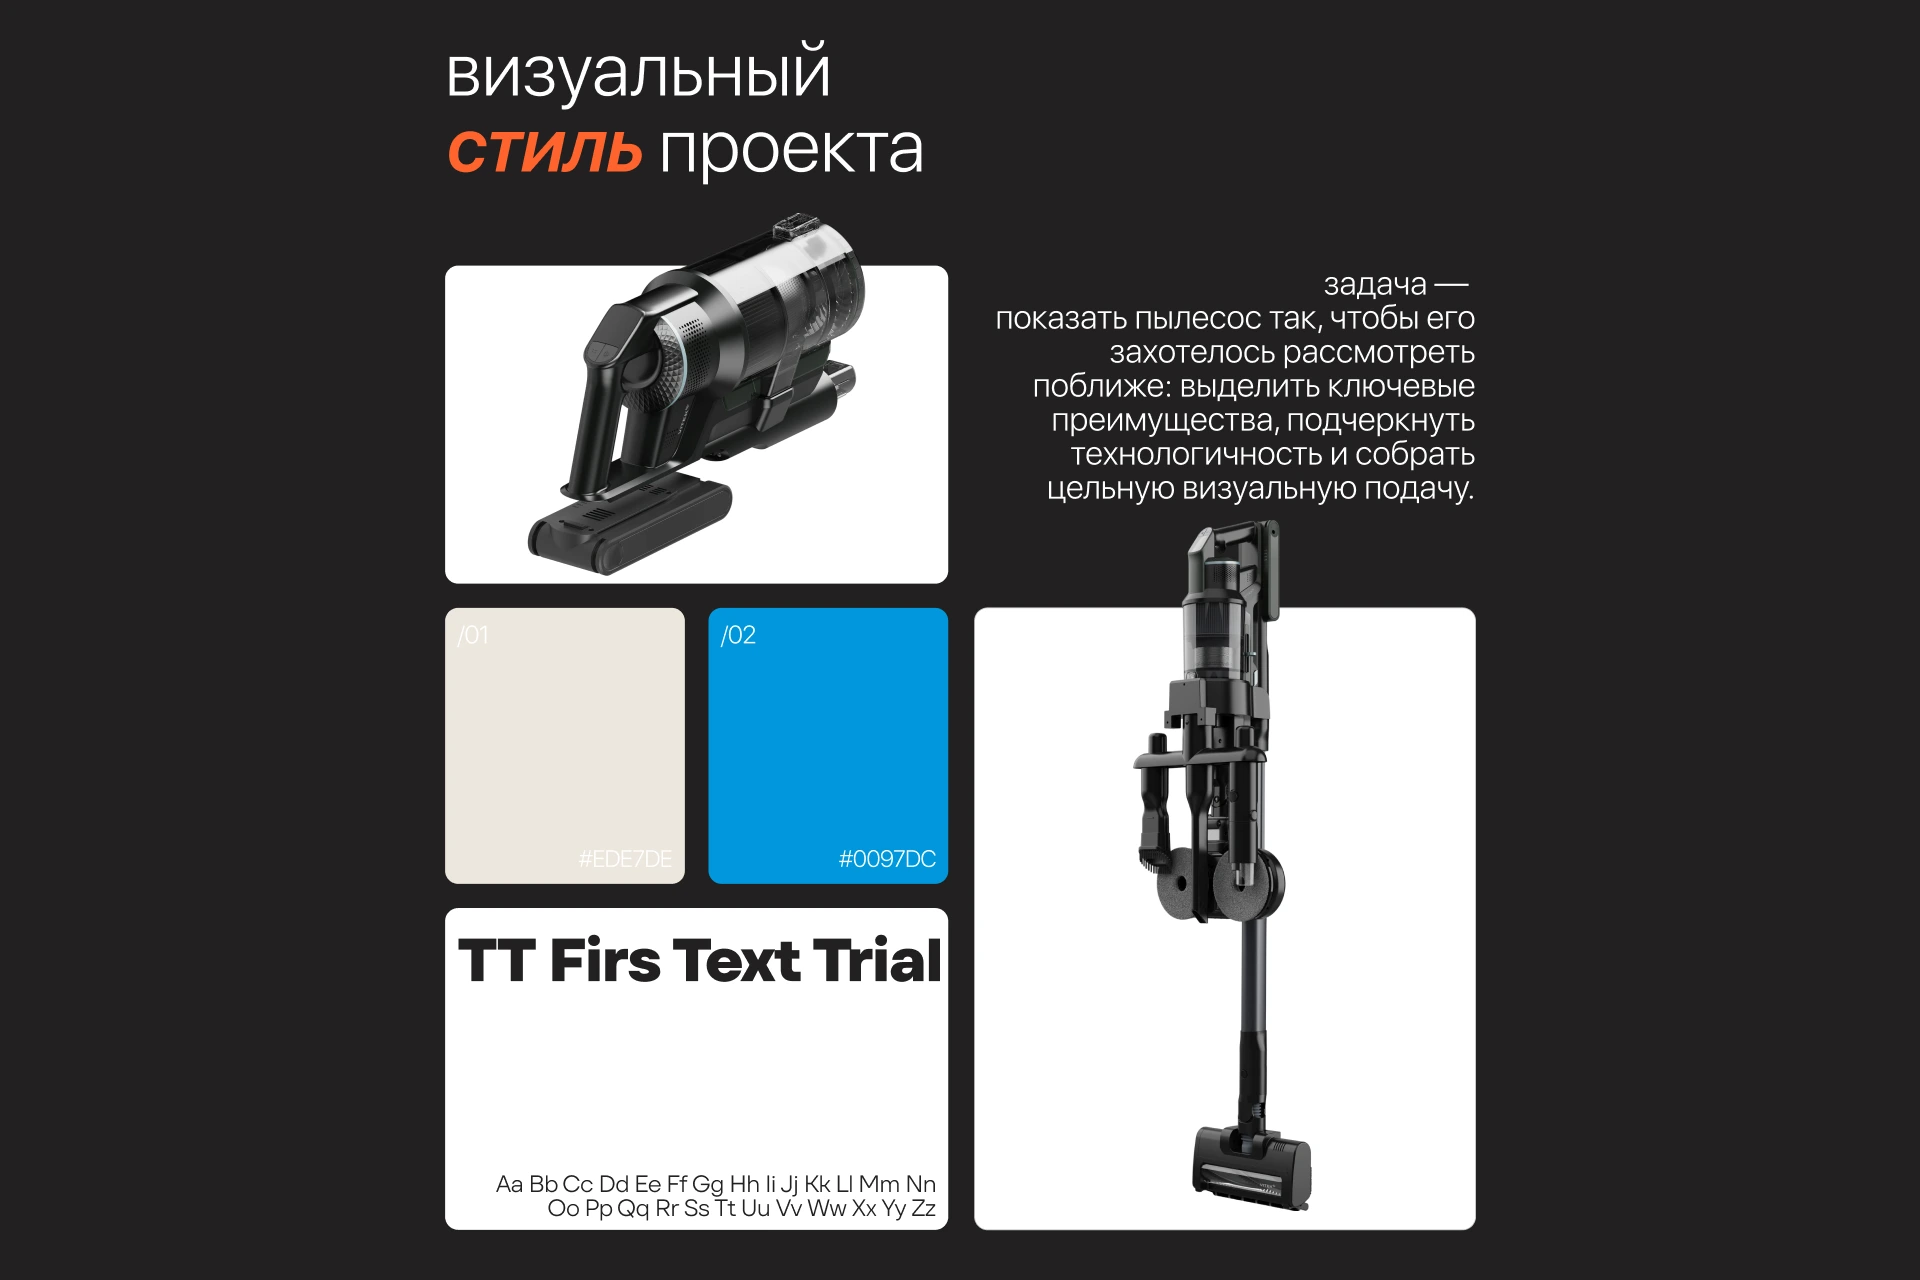 визуальный
стиль проекта
задача —
показать пылесос так, чтобы его
захотелось рассмотреть
поближе: выделить ключевые
преимущества, подчеркнуть
технологичность и собрать
цельную визуальную подачу.
/01
#EDE7DE
/02
#0097DC
TT Firs Text Trial
Aa Bb Cc Dd Ee Ff Gg Hh Ii Jj Kk Ll Mm Nn
Oo Pp Qq Rr Ss Tt Uu Vv Ww Xx Yy Zz